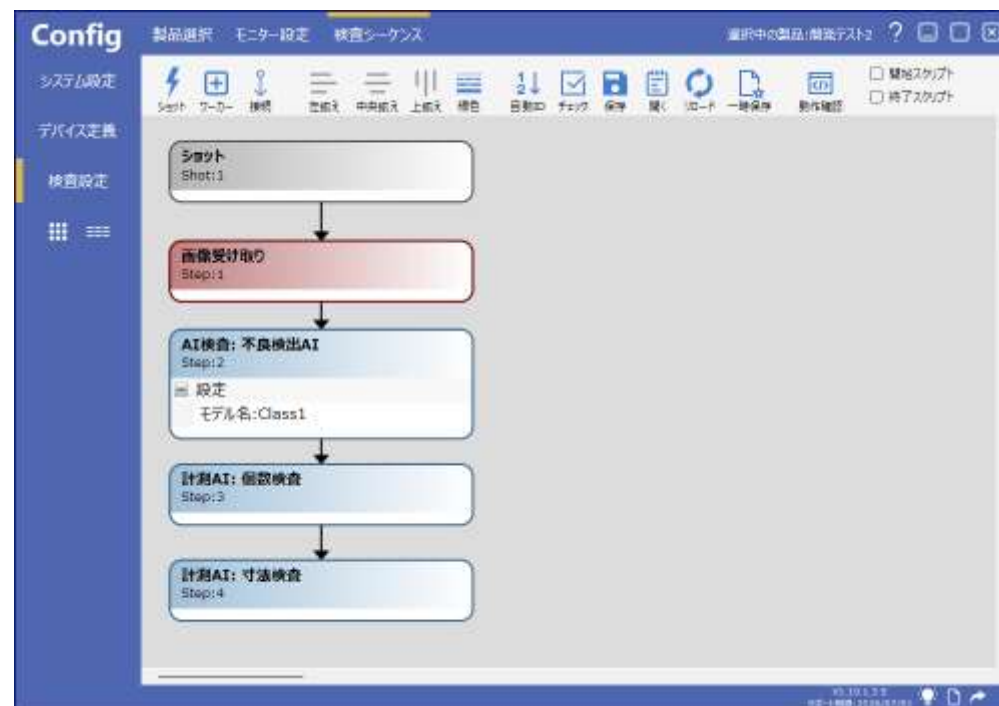 Config
製品選択 モニター設定 検査シーケンス
選択中の製品:開発テスト2
システム設定
デバイス定義
検査設定
ショット ワーカー 接続 左揃え 中央揃え 上揃え 標色 自動ID チェック 保存 開く リロード 一時保存 動作確認
開始スクリプト
終了スクリプト
ショット
Shot:1
画像受け取り
Step:1
AI検査: 不良検出AI
Step:2
設定
モデル名:Class1
計測AI: 個数検査
Step:3
計測AI: 寸法検査
Step:4